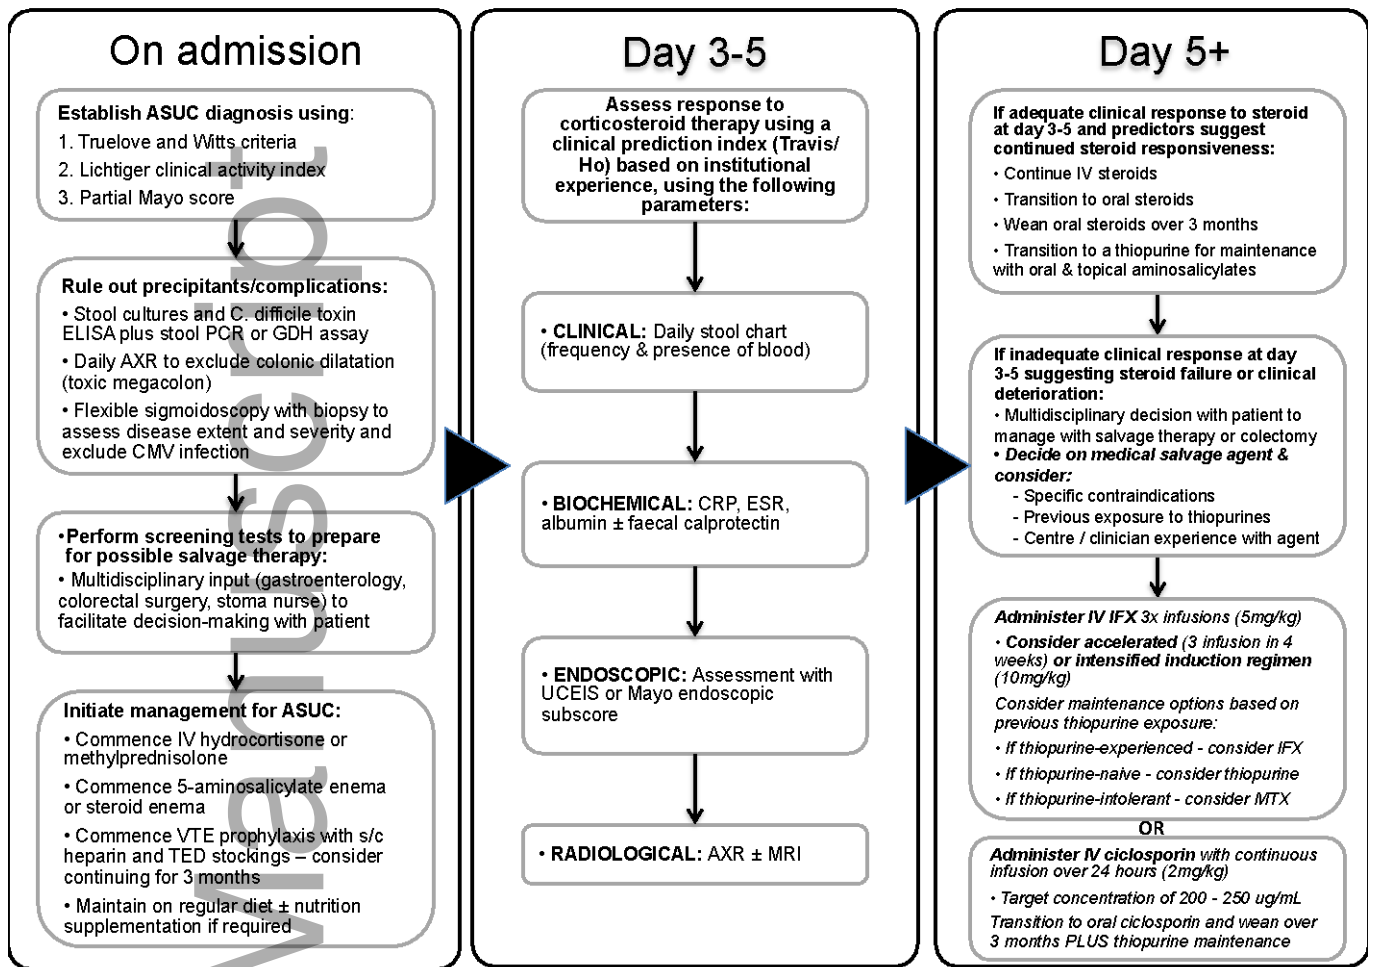 On admission
Establish ASUC diagnosis using:
1. Truelove and Witts criteria
2. Lichtiger clinical activity index
3. Partial Mayo score
Rule out precipitants/complications:
• Stool cultures and C. difficile toxin
ELISA plus stool PCR or GDH assay
• Daily AXR to exclude colonic dilatation
(toxic megacolon)
• Flexible sigmoidoscopy with biopsy to
assess disease extent and severity and
exclude CMV infection
•Perform screening tests to prepare
for possible salvage therapy:
• Multidisciplinary input (gastroenterology,
colorectal surgery, stoma nurse) to
facilitate decision-making with patient
Initiate management for ASUC:
• Commence IV hydrocortisone or
methylprednisolone
• Commence 5-aminosalicylate enema
or steroid enema
• Commence VTE prophylaxis with s/c
heparin and TED stockings – consider
continuing for 3 months
• Maintain on regular diet ± nutrition
supplementation if required
Manuscript
Day 3-5
Assess response to
corticosteroid therapy using a
clinical prediction index (Travis/
Ho) based on institutional
experience, using the following
parameters:
• CLINICAL: Daily stool chart
(frequency & presence of blood)
• BIOCHEMICAL: CRP, ESR,
albumin ± faecal calprotectin
• ENDOSCOPIC: Assessment with
UCEIS or Mayo endoscopic
subscore
• RADIOLOGICAL: AXR ± MRI
Day 5+
If adequate clinical response to steroid
at day 3-5 and predictors suggest
continued steroid responsiveness:
• Continue IV steroids
• Transition to oral steroids
• Wean oral steroids over 3 months
• Transition to a thiopurine for maintenance
with oral & topical aminosalicylates
If inadequate clinical response at day
3-5 suggesting steroid failure or clinical
deterioration:
• Multidisciplinary decision with patient to
manage with salvage therapy or colectomy
• Decide on medical salvage agent &
consider:
- Specific contraindications
- Previous exposure to thiopurines
- Centre / clinician experience with agent
Administer IV IFX 3x infusions (5mg/kg)
• Consider accelerated (3 infusion in 4
weeks) or intensified induction regimen
(10mg/kg)
Consider maintenance options based on
previous thiopurine exposure:
• If thiopurine-experienced - consider IFX
• If thiopurine-naive - consider thiopurine
• If thiopurine-intolerant - consider MTX
OR
Administer IV ciclosporin with continuous
infusion over 24 hours (2mg/kg)
• Target concentration of 200 - 250 ug/mL
Transition to oral ciclosporin and wean over
3 months PLUS thiopurine maintenance